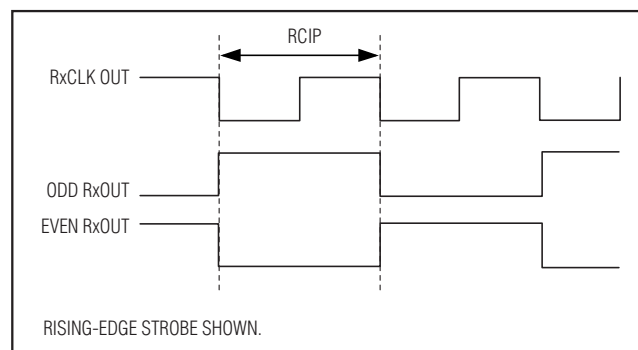 RCIP
RxCLK OUT
ODD RxOUT
EVEN RxOUT
RISING-EDGE STROBE SHOWN.